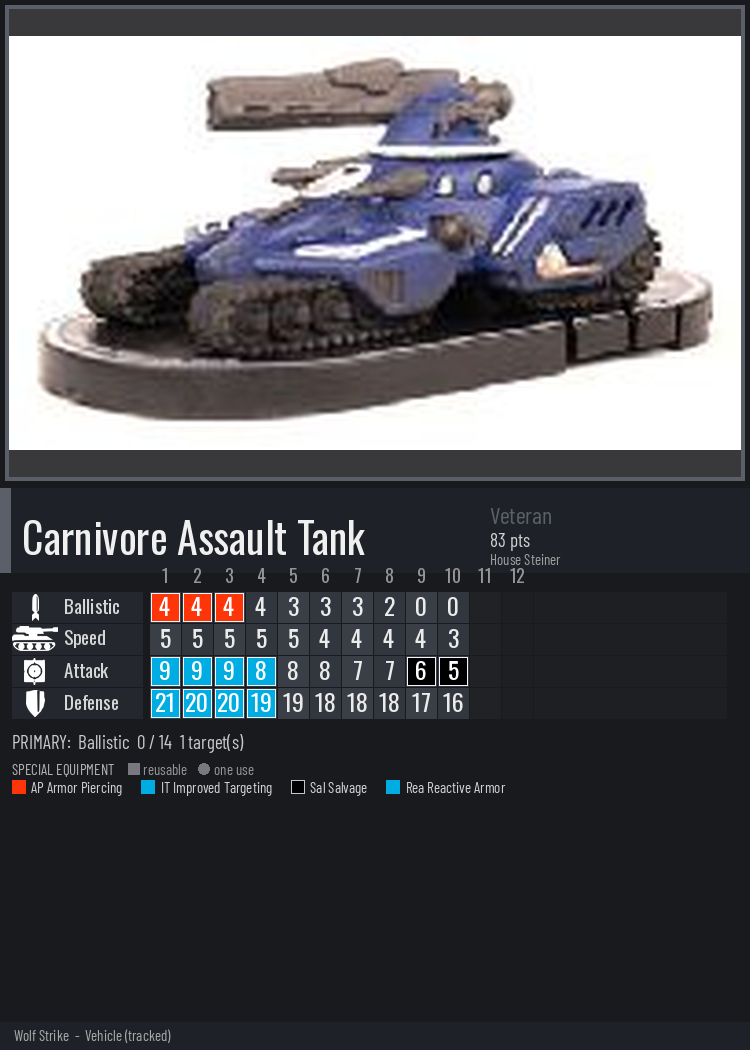 Carnivore Assault Tank
Veteran
83 pts
House Steiner
1 2 3 4 5 6 7 8 9 10 11 12
Ballistic 4 4 4 4 3 3 3 2 0 0
Speed 5 5 5 5 5 4 4 4 4 3
Attack 9 9 9 8 8 8 7 7 6 5
Defense 21 20 20 19 19 18 18 18 17 16
PRIMARY: Ballistic 0 / 14 1 target(s)
SPECIAL EQUIPMENT reusable one use
AP Armor Piercing IT Improved Targeting Sal Salvage Rea Reactive Armor
Wolf Strike - Vehicle (tracked)